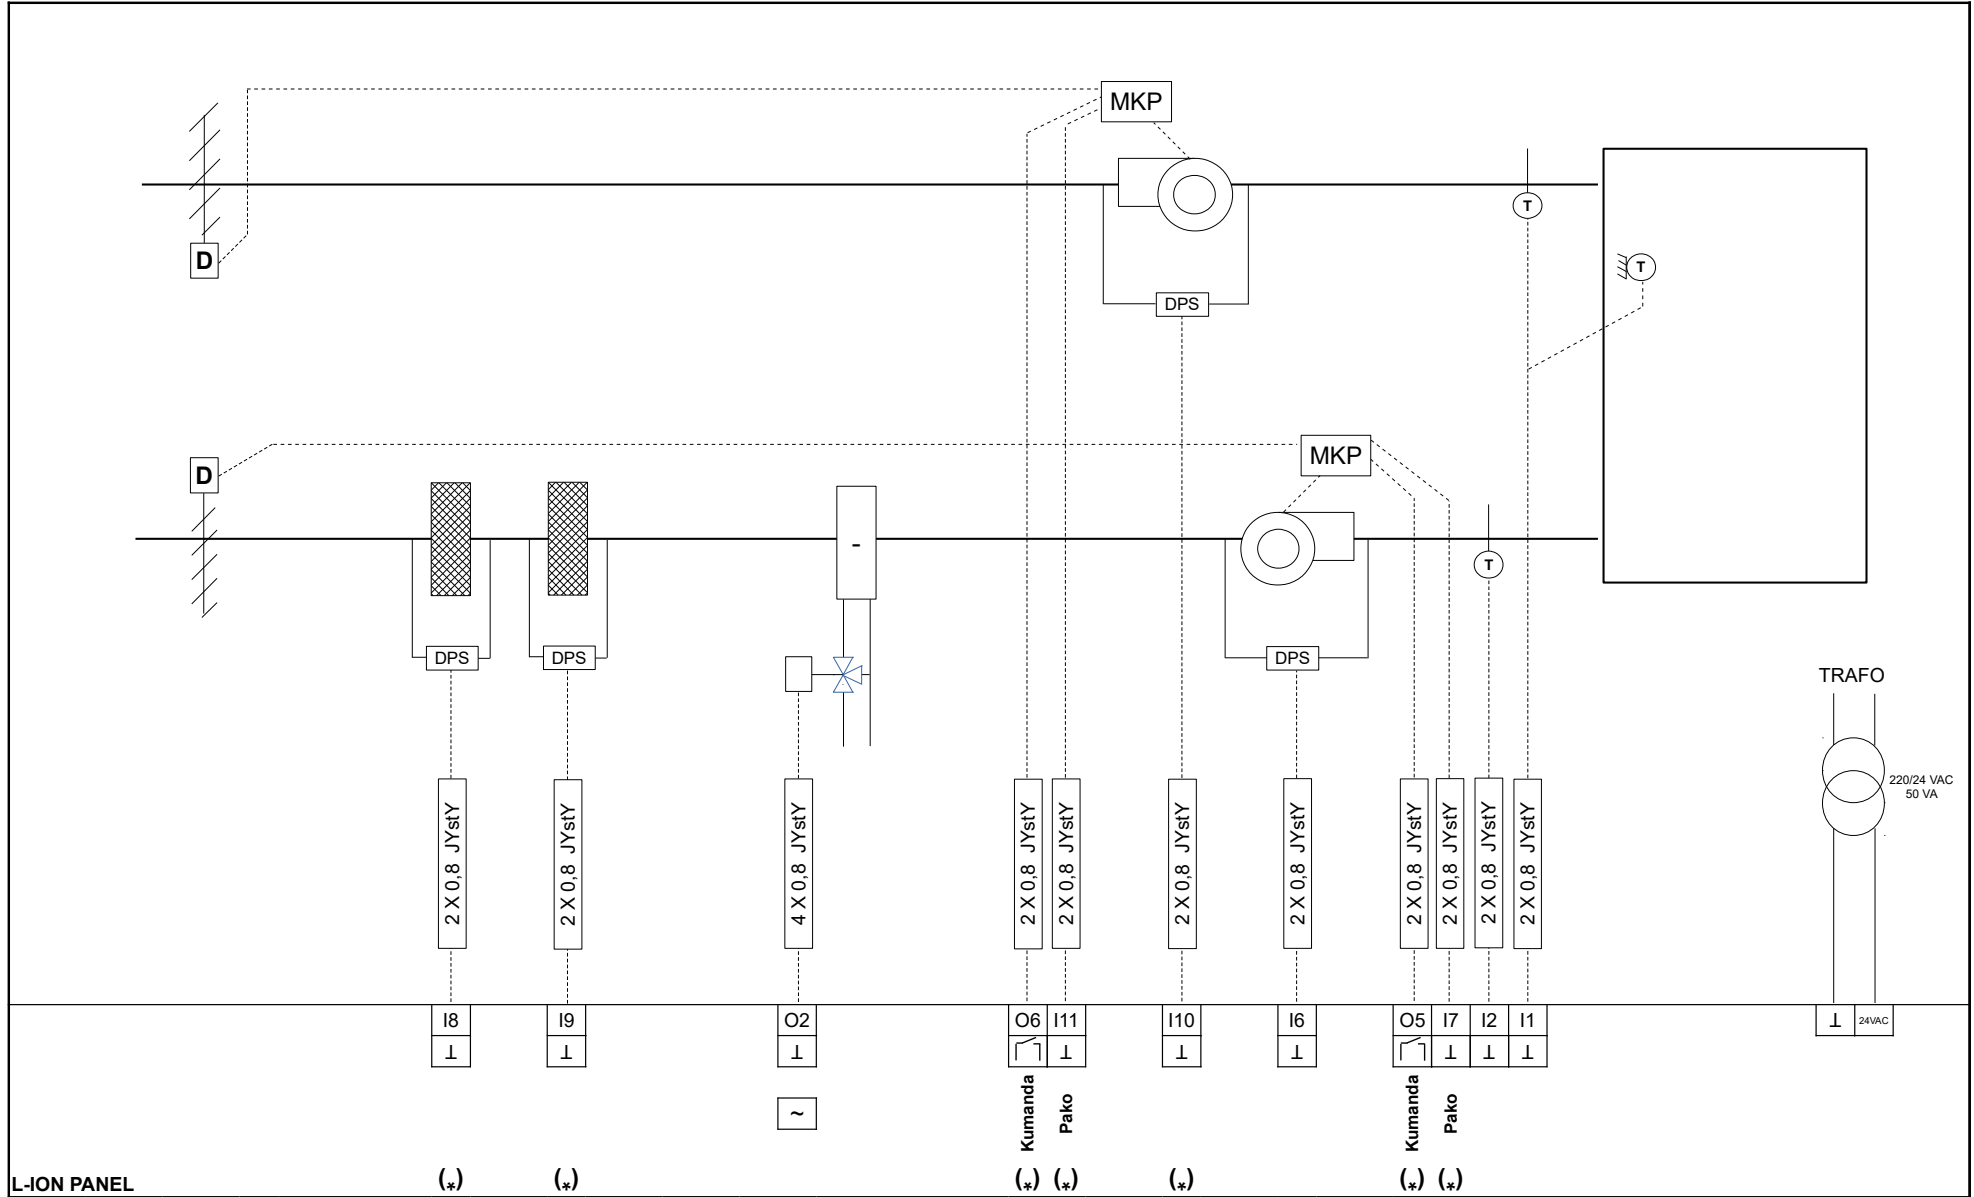 MKP
T
D
T
DPS
D
MKP
-
T
DPS
DPS
DPS
TRAFO
220/24 VAC
50 VA
2 X 0,8 JYstY
2 X 0,8 JYstY
4 X 0,8 JYstY
2 X 0,8 JYstY
2 X 0,8 JYstY
2 X 0,8 JYstY
2 X 0,8 JYstY
2 X 0,8 JYstY
2 X 0,8 JYstY
2 X 0,8 JYstY
2 X 0,8 JYstY
I8 I9 O2 O6 I11 I10 I6 O5 I7 I2 I1 ⊥ 24VAC
⊥ ⊥ ⊥ ⊥ ⊥ ⊥ ⊥ ⊥ ⊥
~
Kumanda
Pako
Kumanda
Pako
L-ION PANEL (*) (*) (*) (*) (*) (*) (*)